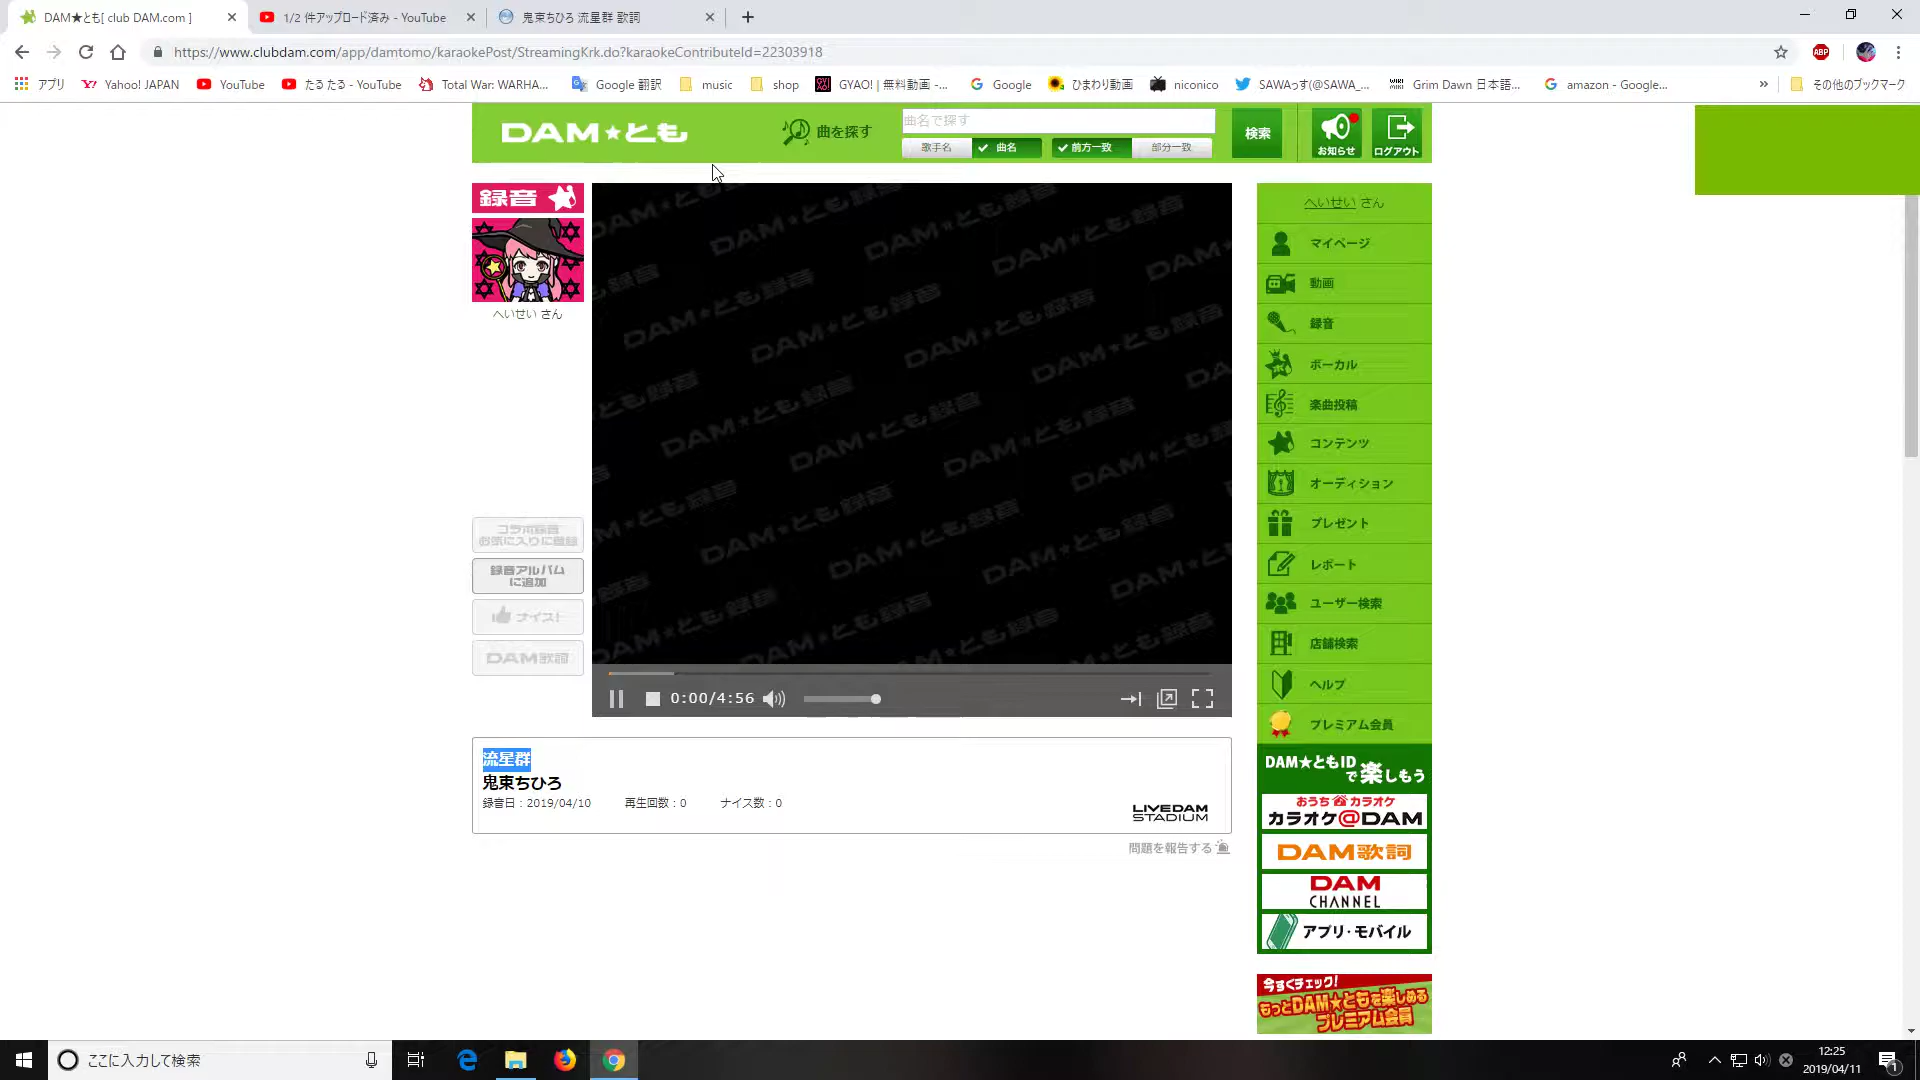 DAM★とも[ club DAM.com ]
1/2 件アップロード済み - YouTube
鬼束ちひろ 流星群 歌詞
https://www.clubdam.com/app/damtomo/karaokePost/StreamingKrk.do?karaokeContributeId=22303918
ABP
アプリ
Yahoo! JAPAN
YouTube
たる たる - YouTube
Total War: WARHA...
Google 翻訳
music
shop
GYAO! | 無料動画 -...
Google
ひまわり動画
niconico
SAWAっす(@SAWA_...
Grim Dawn 日本語...
amazon - Google...
»
その他のブックマーク
DAM★とも
曲を探す
曲名で探す
歌手名
曲名
前方一致
部分一致
検索
お知らせ
ログアウト
録音
へいせい さん
コラボ録音
お気に入りに登録
録音アルバム
に追加
ナイス!
DAM歌詞
DAM★とも録音
0:00/4:56
流星群
鬼束ちひろ
録音日：2019/04/10
再生回数：0
ナイス数：0
LIVEDAM
STADIUM
問題を報告する
へいせい さん
マイページ
動画
録音
ボーカル
楽曲投稿
コンテンツ
オーディション
プレゼント
レポート
ユーザー検索
店舗検索
ヘルプ
プレミアム会員
DAM★ともID
で楽しもう
おうちカラオケ
カラオケ@DAM
DAM歌詞
DAM
CHANNEL
アプリ・モバイル
今すぐチェック!
もっとDAM★ともを楽しめる
プレミアム会員
ここに入力して検索
12:25
2019/04/11
1